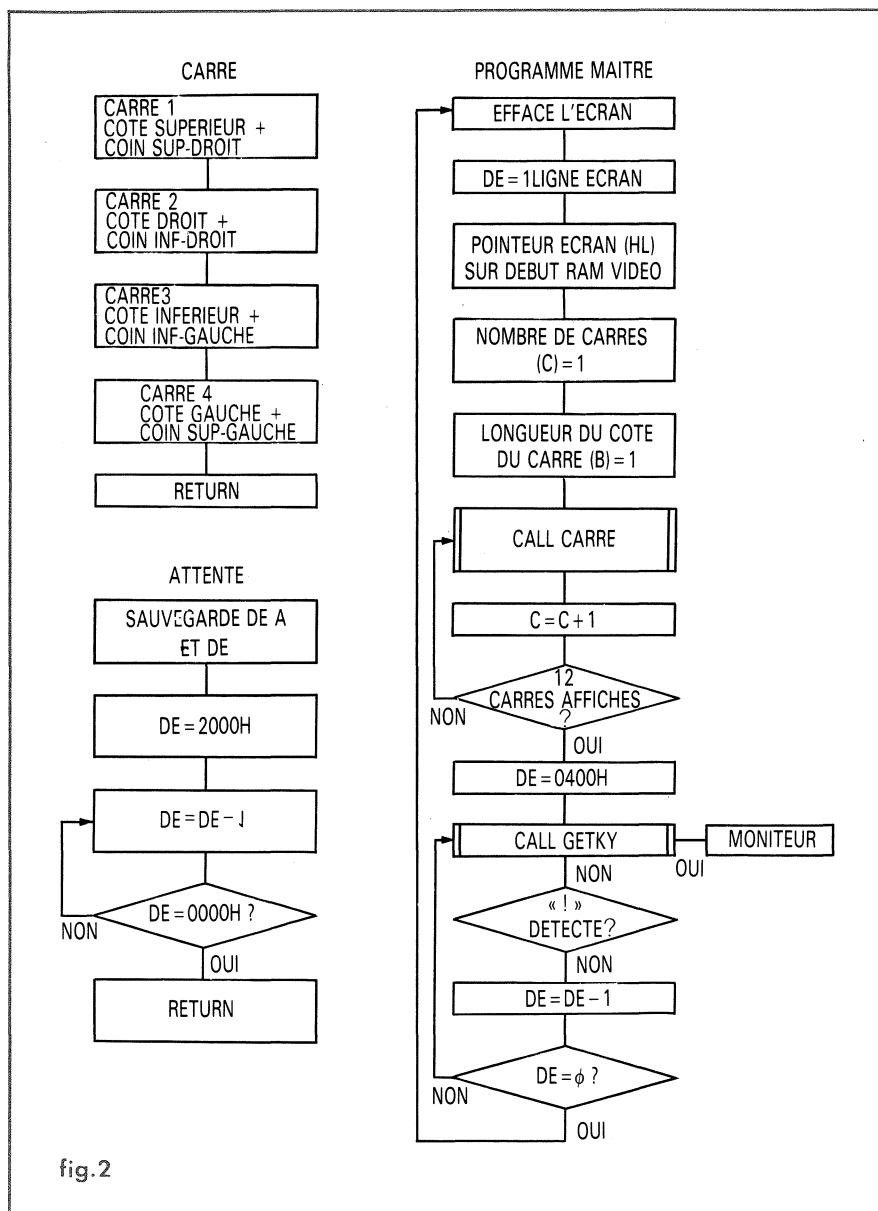 CARRE
CARRE 1
COTE SUPERIEUR +
COIN SUP-DROIT
CARRE 2
COTE DROIT +
COIN INF-DROIT
CARRE3
COTE INFERIEUR +
COIN INF-GAUCHE
CARRE 4
COTE GAUCHE +
COIN SUP-GAUCHE
RETURN
ATTENTE
SAUVEGARDE DE A
ET DE
DE = 2000H
DE = DE - 1
DE = 0000H ?
NON
OUI
RETURN
PROGRAMME MAITRE
EFFACE L'ECRAN
DE = 1LIGNE ECRAN
POINTEUR ECRAN (HL)
SUR DEBUT RAM VIDEO
NOMBRE DE CARRES
(C) = 1
LONGUEUR DU COTE
DU CARRE (B) = 1
CALL CARRE
C = C + 1
12
CARRES AFFICHES
?
NON
OUI
DE = 0400H
CALL GETKY
MONITEUR
NON
OUI
« ! »
DETECTE?
NON
DE = DE - 1
DE = ϕ ?
NON
OUI
fig.2